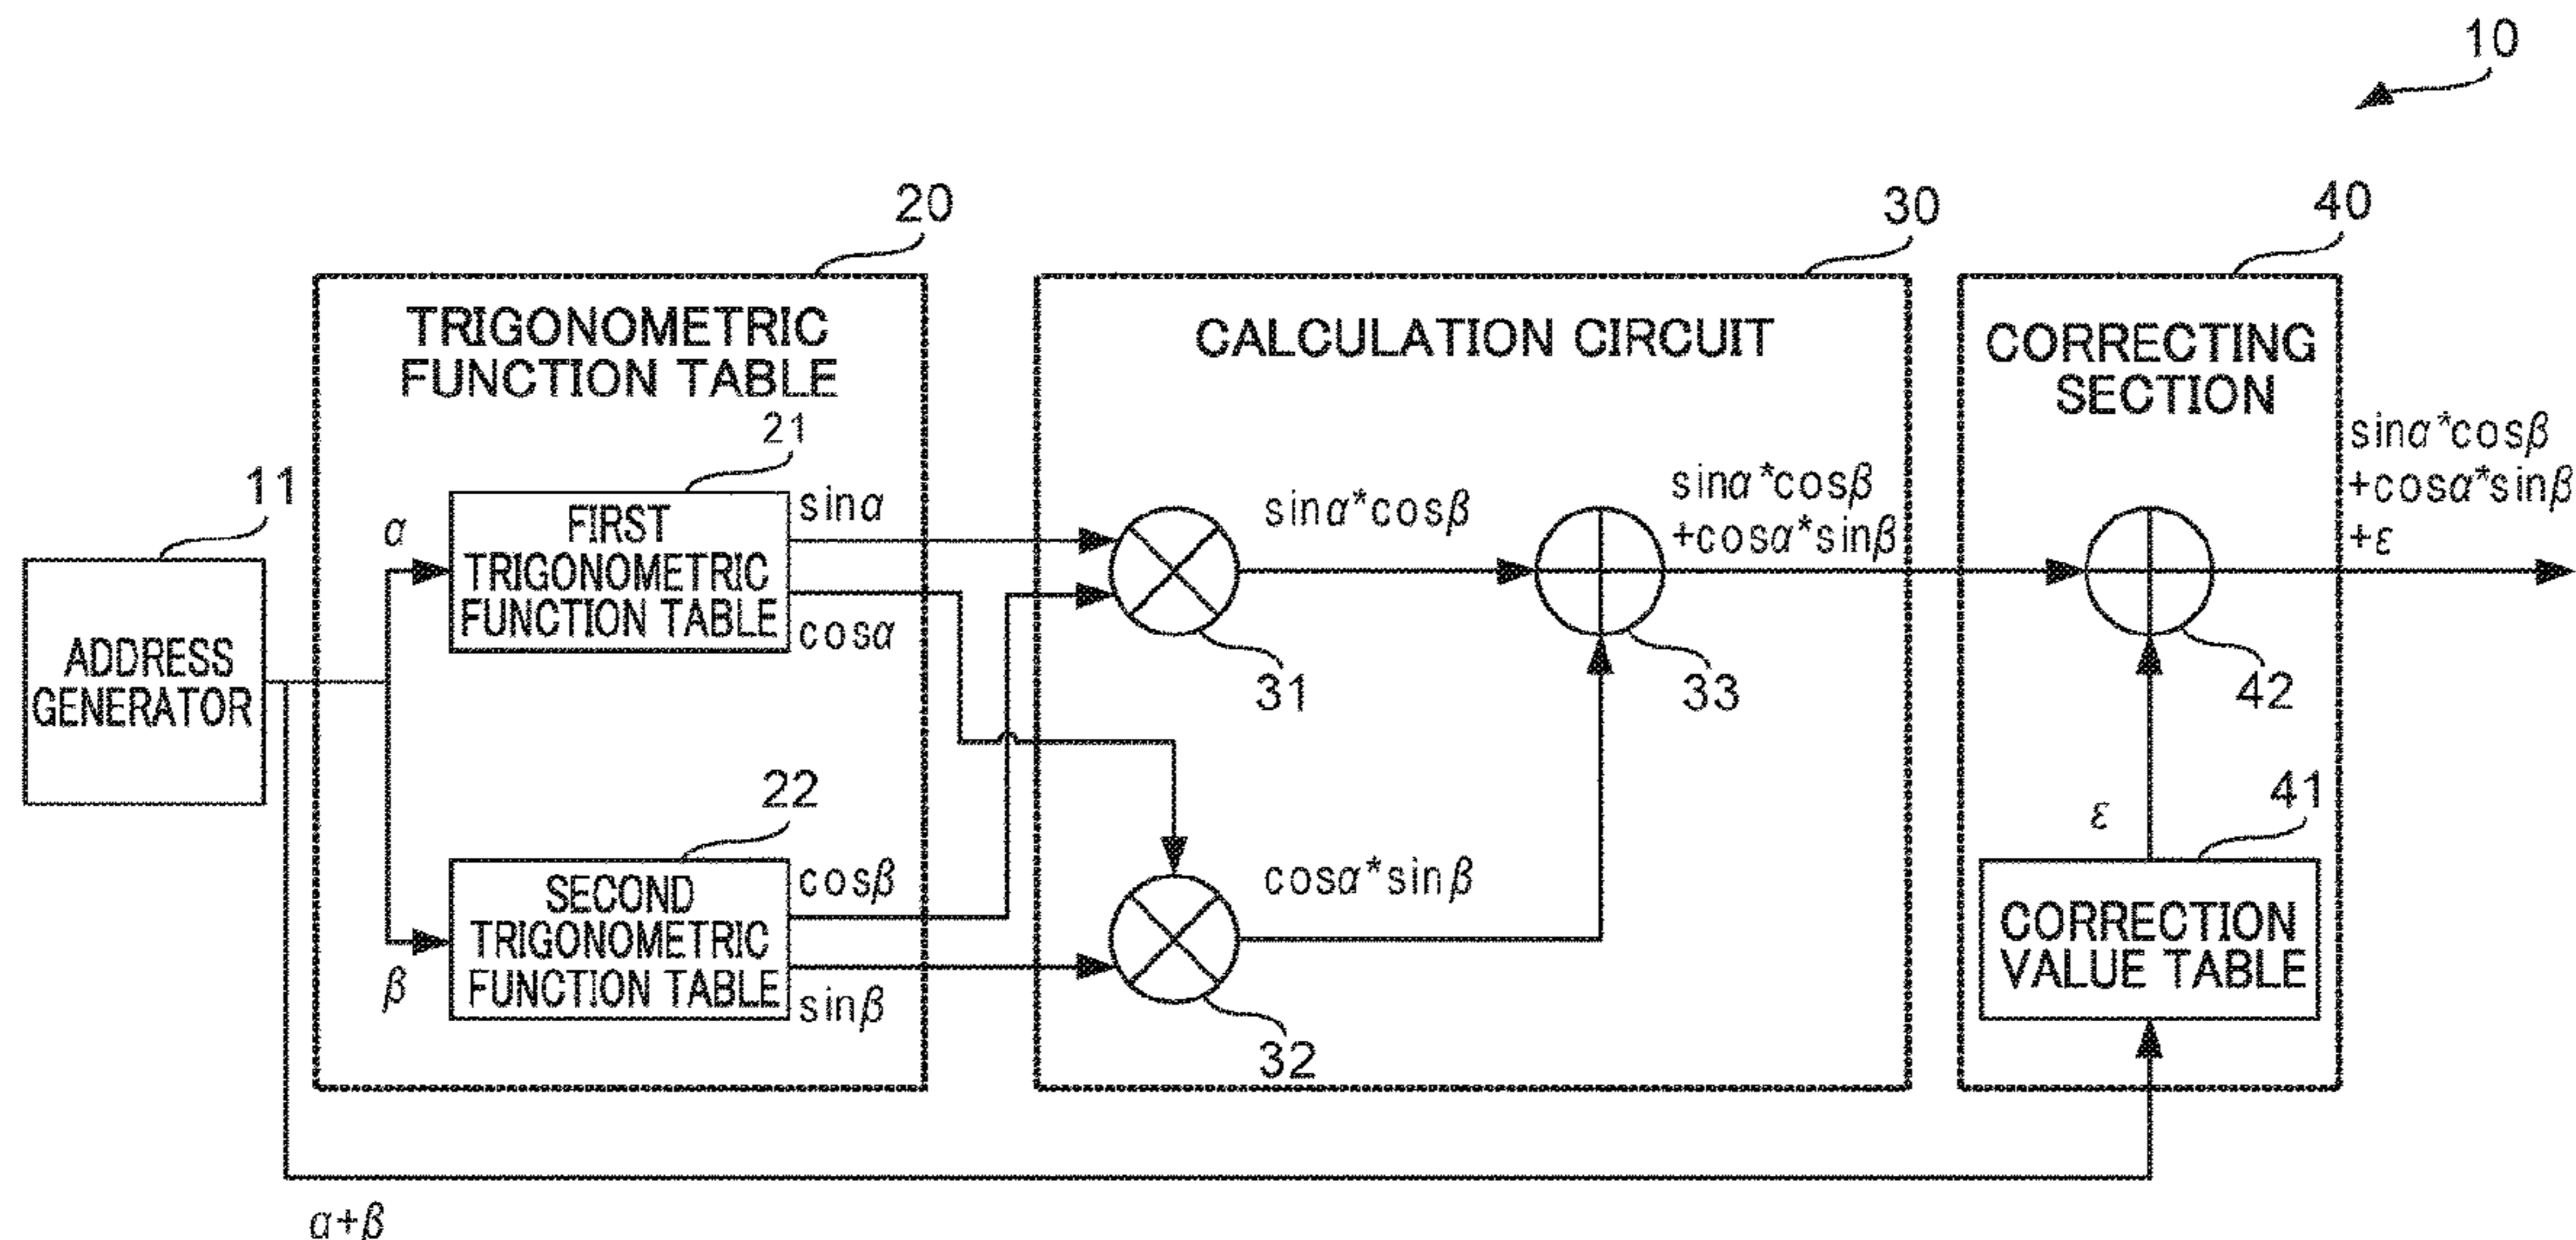 10
20
30
40
TRIGONOMETRIC
FUNCTION TABLE
CALCULATION CIRCUIT
CORRECTING
SECTION
11
21
α
FIRST
TRIGONOMETRIC
FUNCTION TABLE
sinα
cosα
sinα*cosβ
sinα*cosβ
+cosα*sinβ
sinα*cosβ
+cosα*sinβ
+ε
ADDRESS
GENERATOR
31
33
42
22
β
SECOND
TRIGONOMETRIC
FUNCTION TABLE
cosβ
sinβ
cosα*sinβ
32
ε
41
CORRECTION
VALUE TABLE
α+β